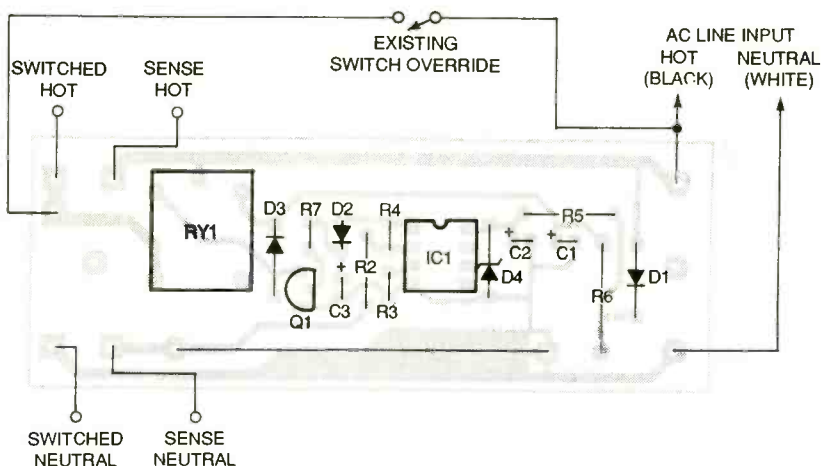 EXISTING
SWITCH OVERRIDE
AC LINE INPUT
HOT
(BLACK)
NEUTRAL
(WHITE)
SWITCHED
HOT
SENSE
HOT
D3
R7
D2
R4
R5
RY1
+
+
C2
C1
IC1
R2
+
D4
D1
R6
Q1
C3
R3
SWITCHED
NEUTRAL
SENSE
NEUTRAL